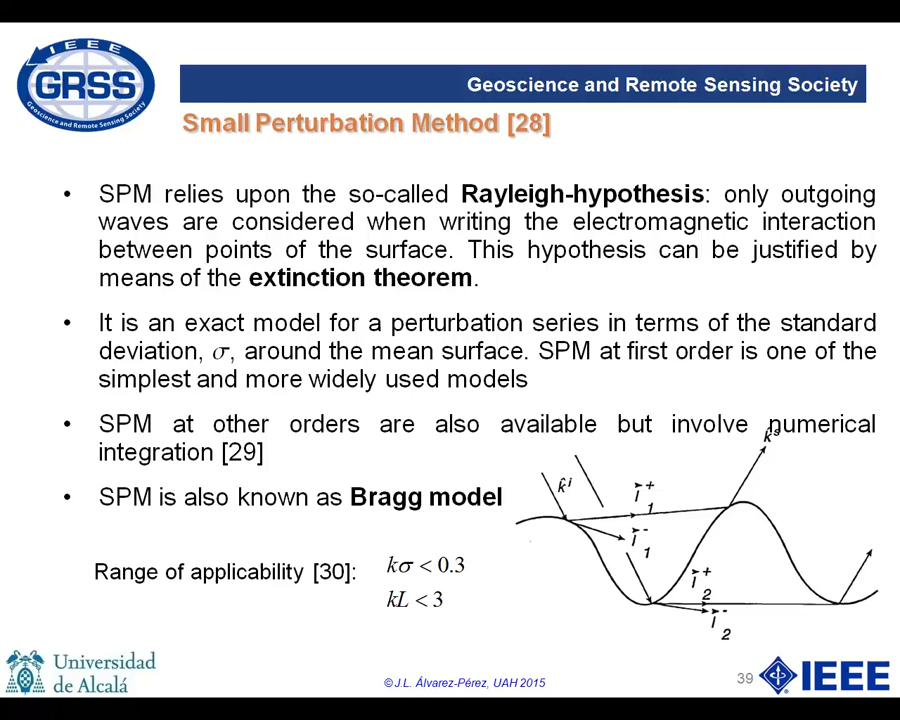 IEEE
GRSS
Geoscience and Remote Sensing Society
Geoscience and Remote Sensing Society
Small Perturbation Method [28]
• SPM relies upon the so-called Rayleigh-hypothesis: only outgoing
waves are considered when writing the electromagnetic interaction
between points of the surface. This hypothesis can be justified by
means of the extinction theorem.
• It is an exact model for a perturbation series in terms of the standard
deviation, σ, around the mean surface. SPM at first order is one of the
simplest and more widely used models
• SPM at other orders are also available but involve numerical
integration [29]
• SPM is also known as Bragg model
k̂ˢ
k̂ⁱ
l⃗₁⁺
l⃗₁⁻
l⃗₂⁺
l⃗₂⁻
Range of applicability [30]:
kσ < 0.3
kL < 3
Universidad
de Alcalá
© J.L. Álvarez-Pérez, UAH 2015
39
IEEE